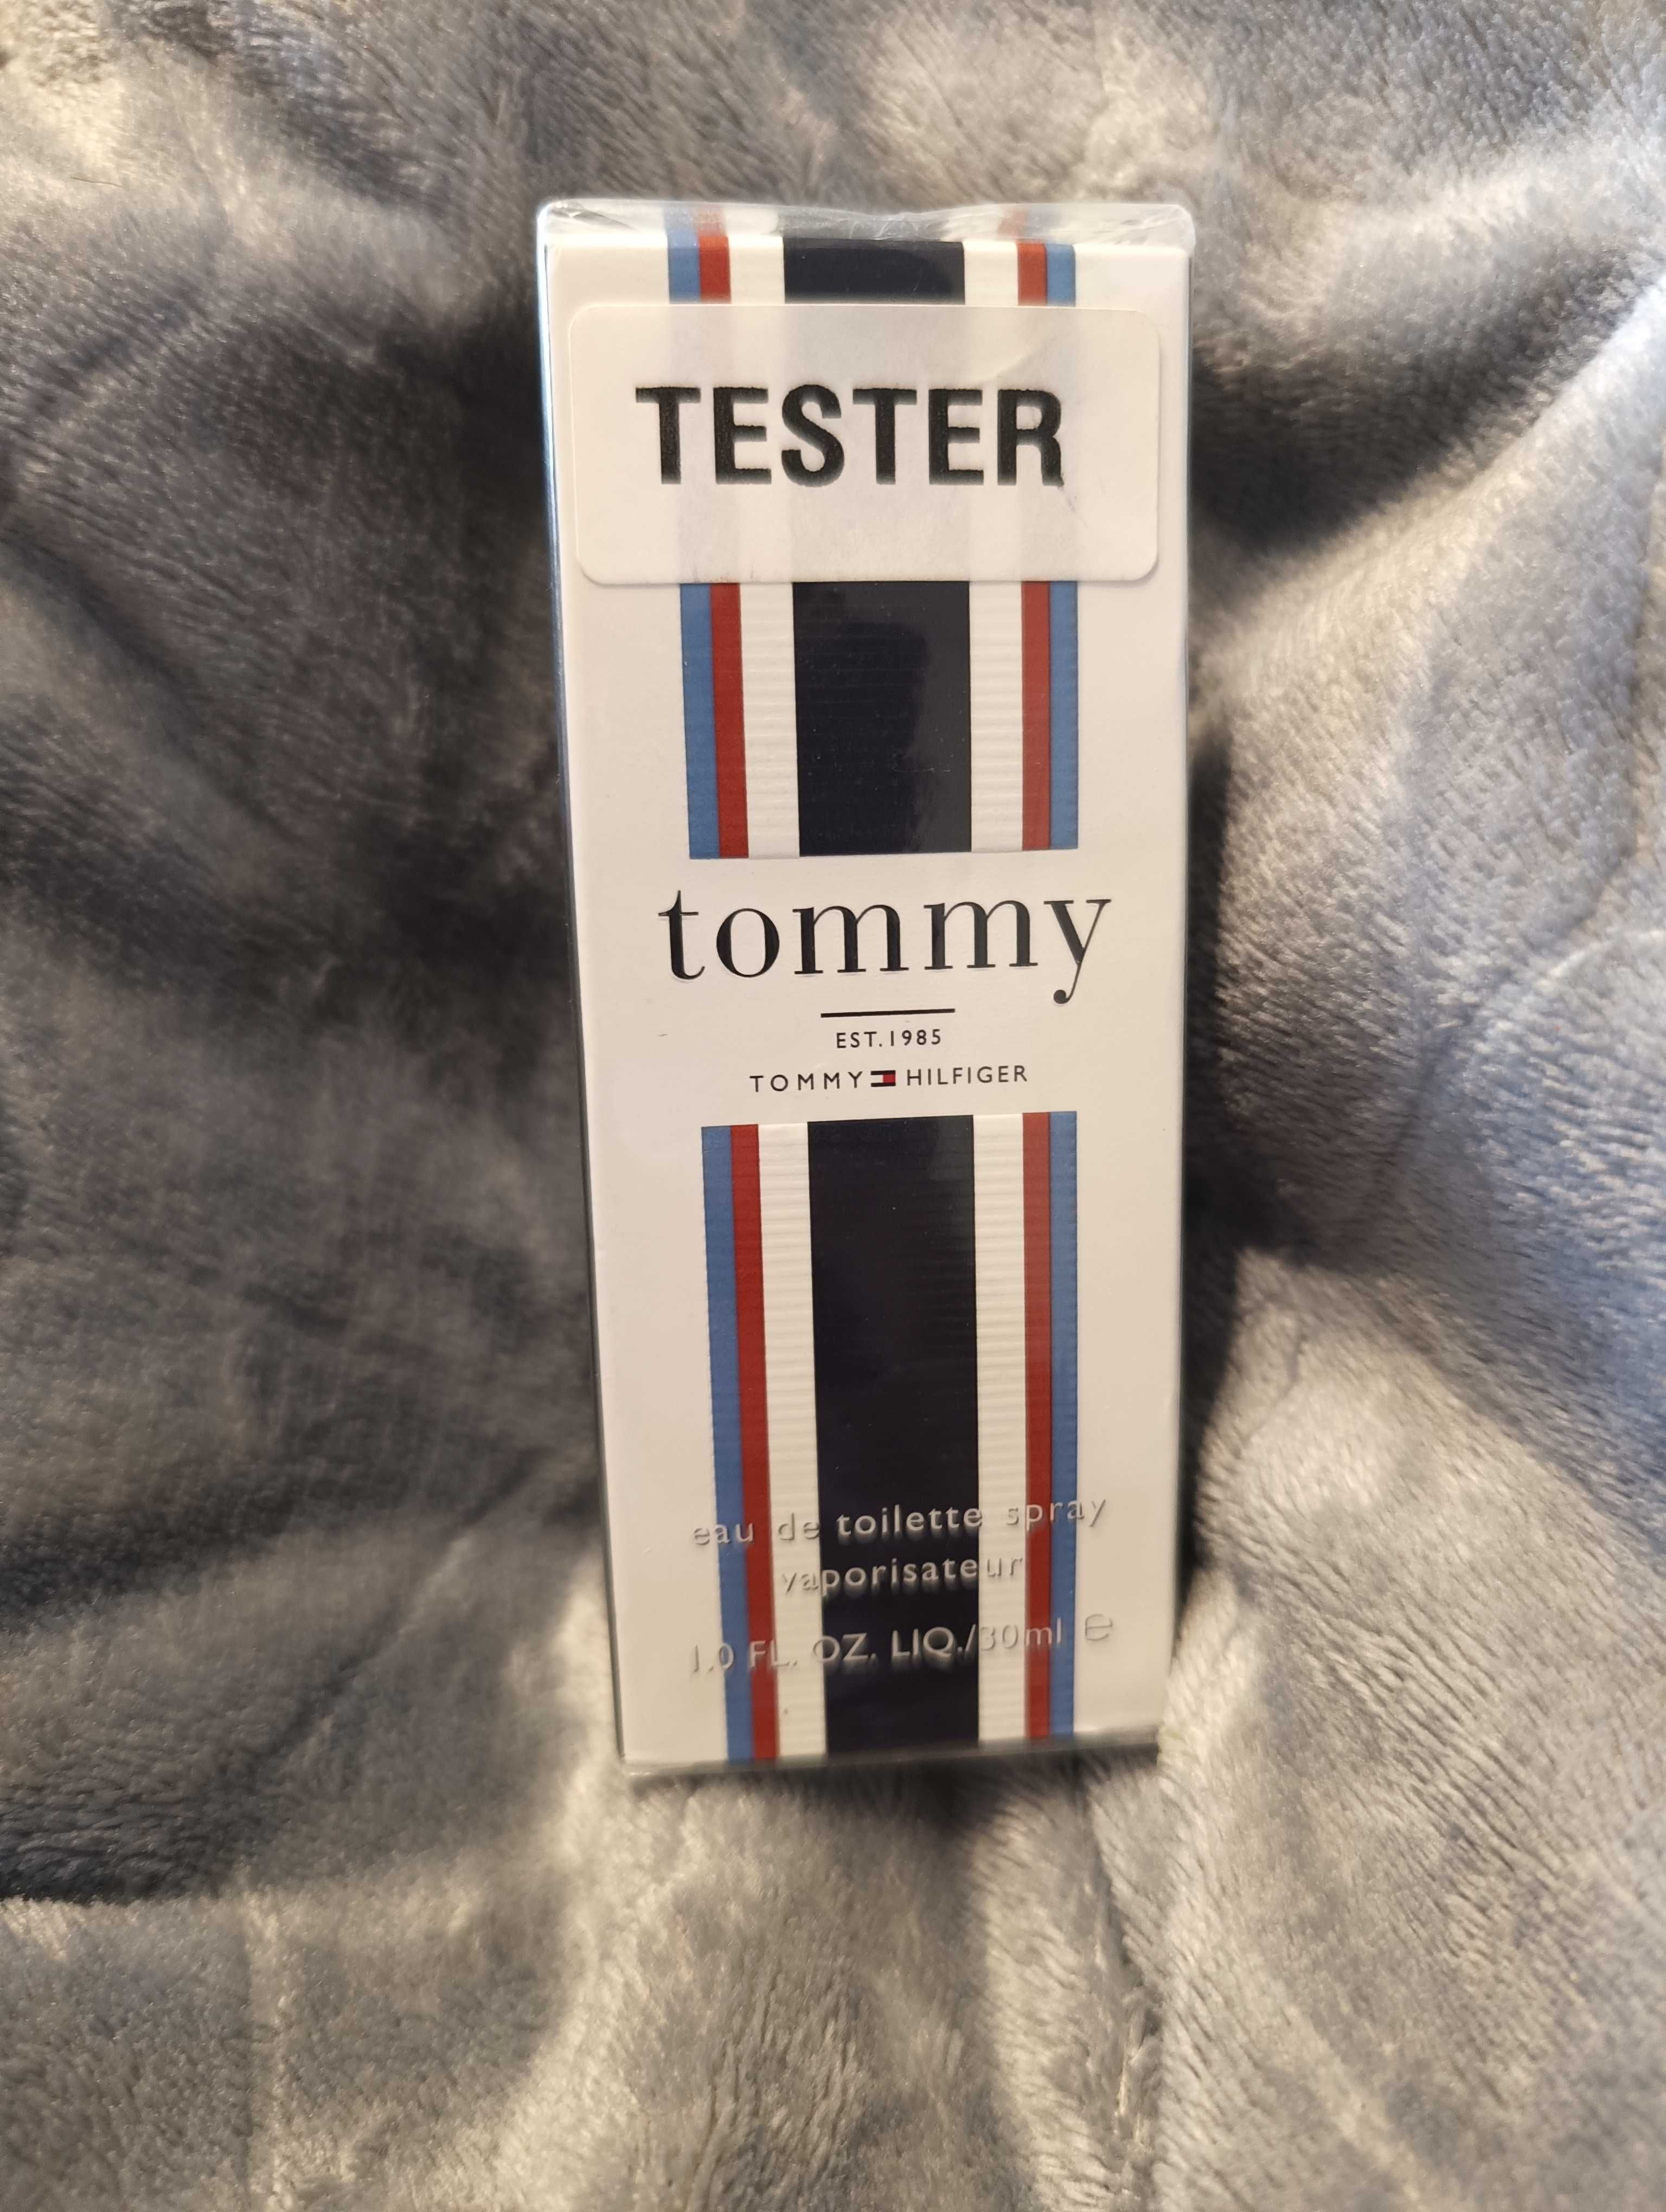 TESTER
tommy
EST. 1985
TOMMY HILFIGER
eau de toilette spray
vaporisateur
1.0 FL. OZ. LIQ./30ml ℮